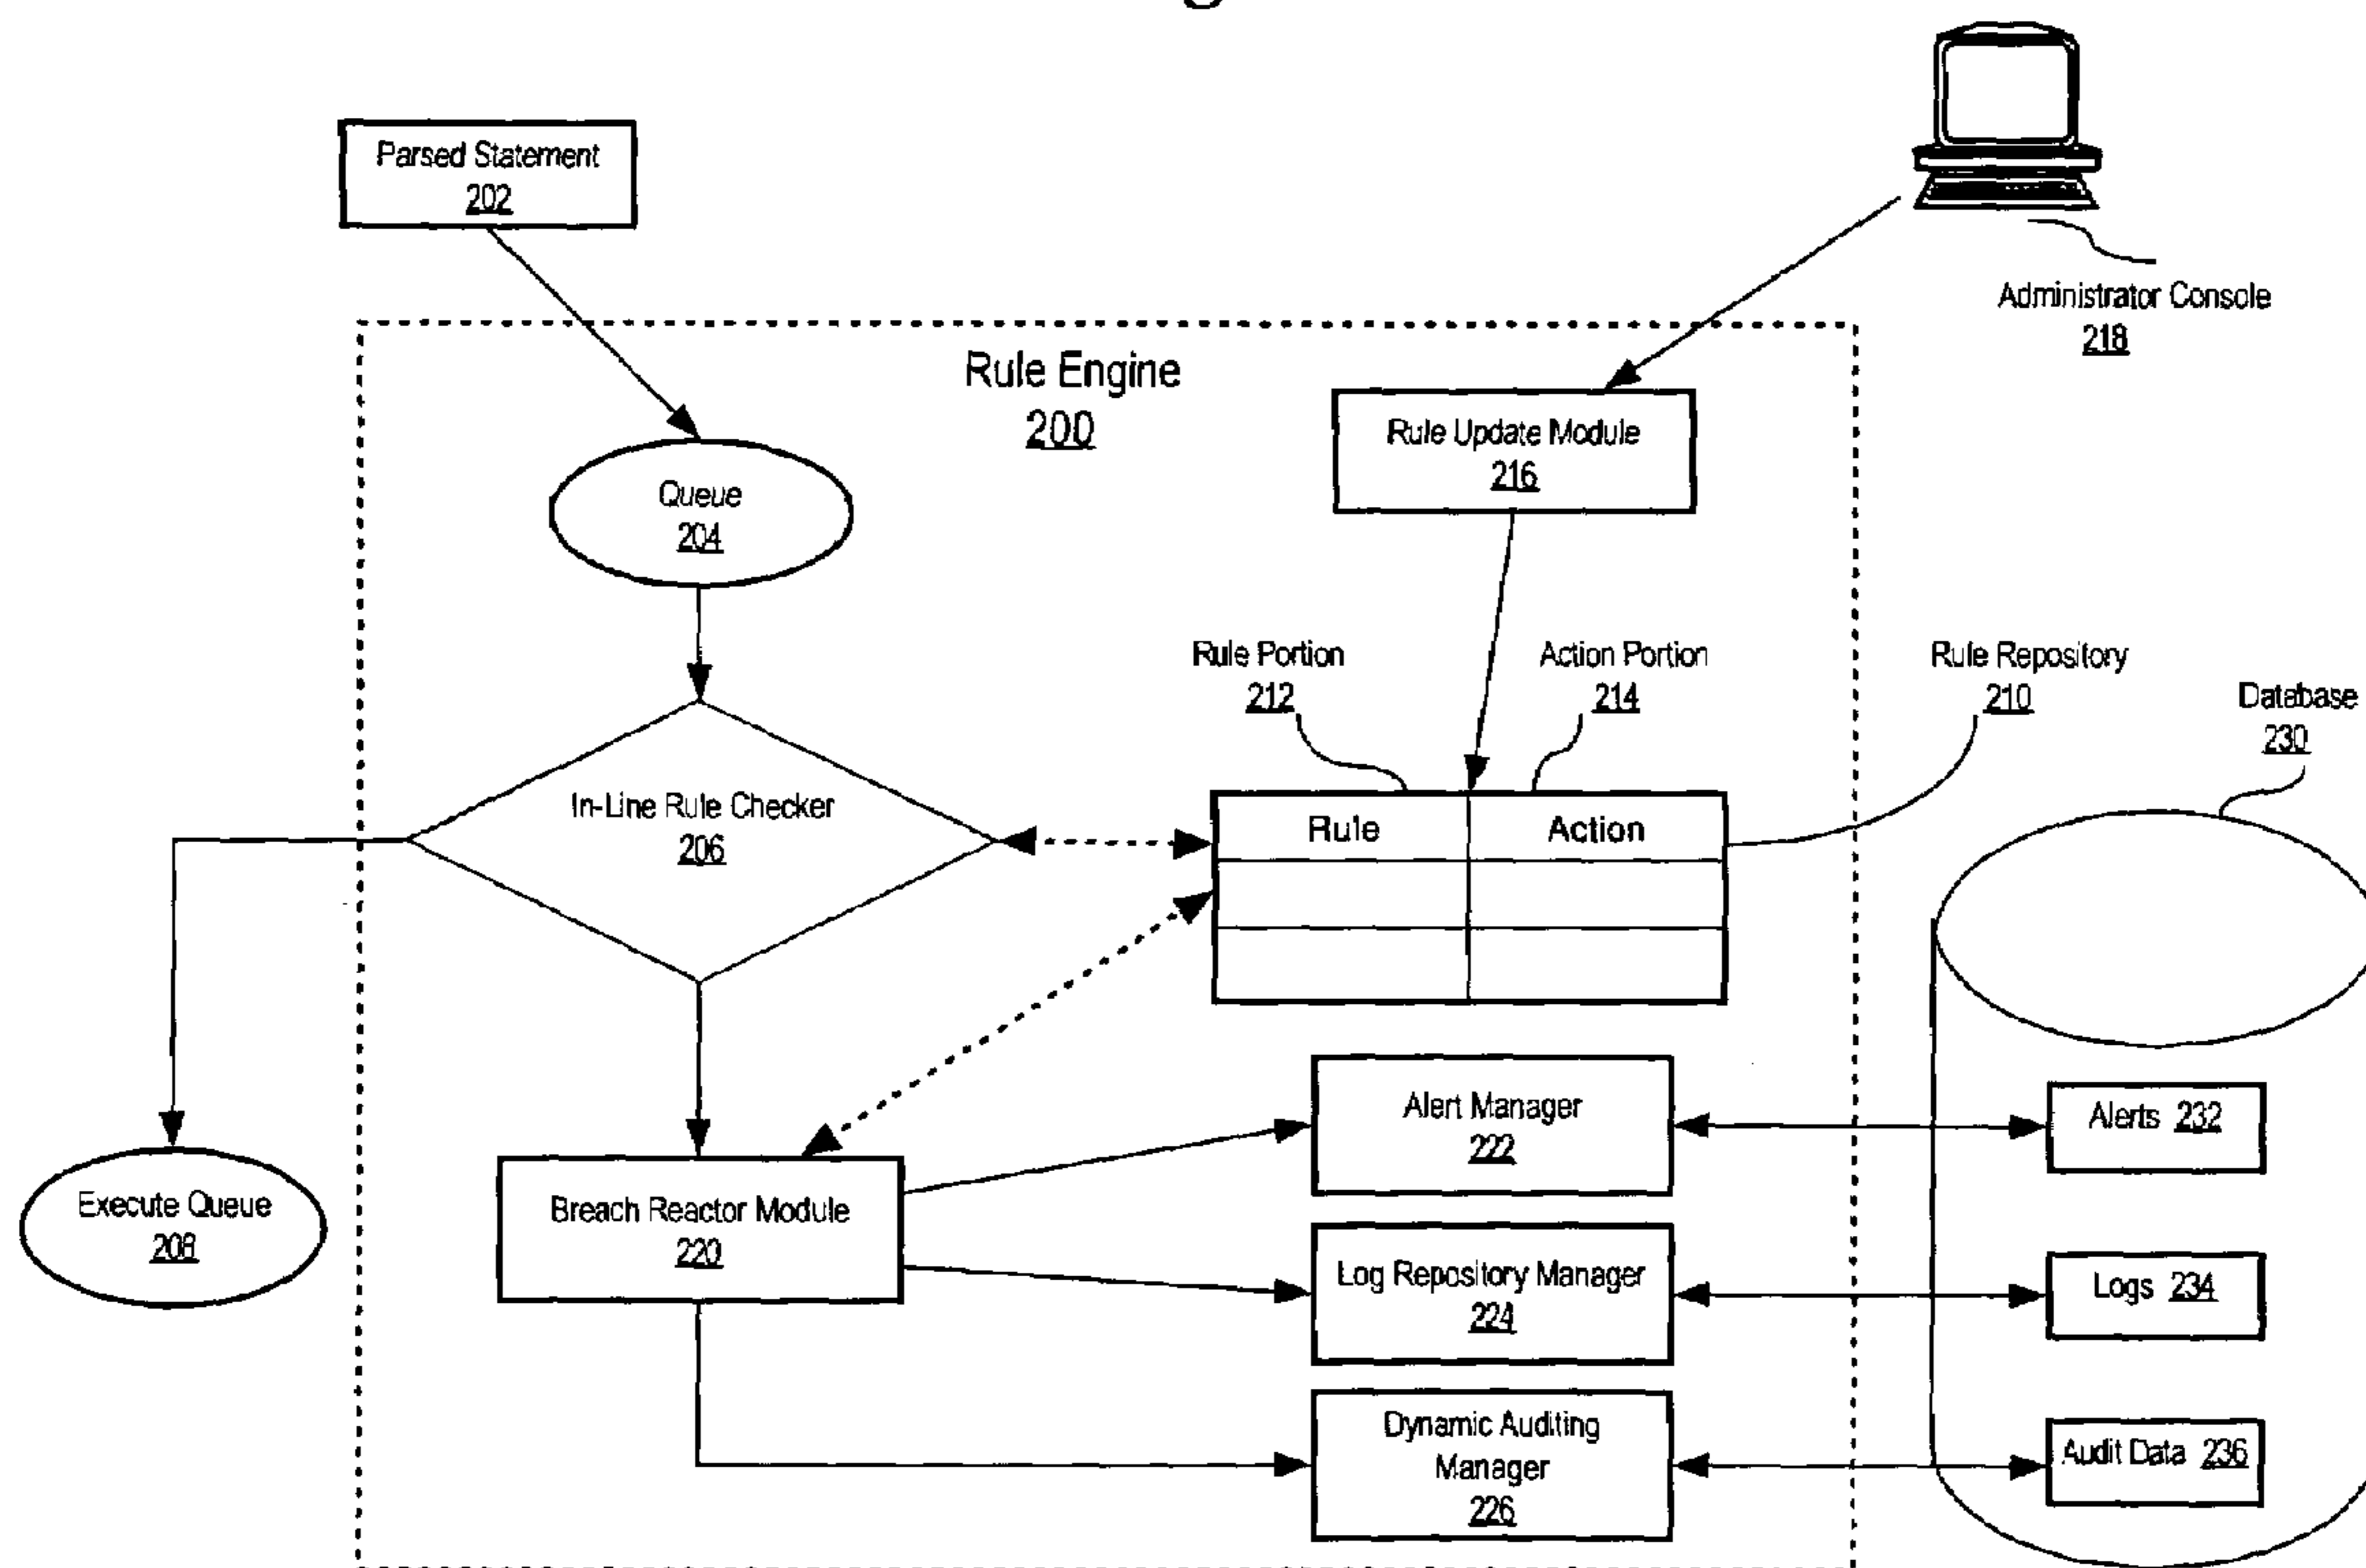 Parsed Statement
202
Administrator Console
218
Rule Engine
200
Rule Update Module
216
Queue
204
Rule Portion
212
Action Portion
214
Rule Repository
210
Database
230
In-Line Rule Checker
206
Rule Action
Alert Manager
222
Alerts 232
Execute Queue
208
Breach Reactor Module
220
Log Repository Manager
224
Logs 234
Dynamic Auditing
Manager
226
Audit Data 236